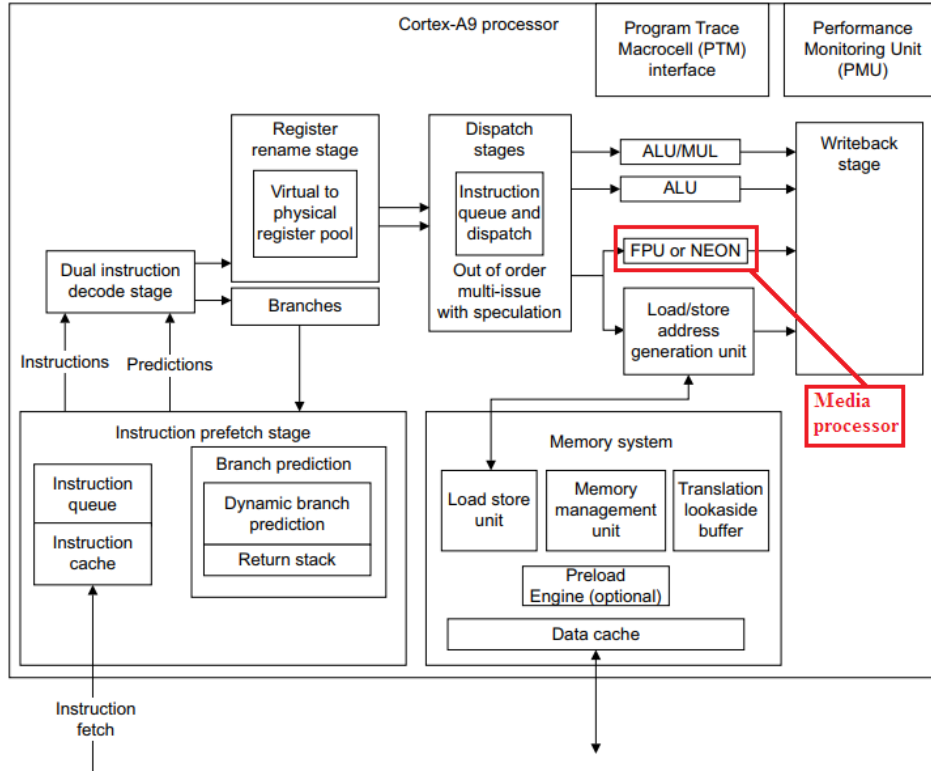 Cortex-A9 processor
Program Trace
Macrocell (PTM)
interface
Performance
Monitoring Unit
(PMU)
Register
rename stage
Virtual to
physical
register pool
Dispatch
stages
Instruction
queue and
dispatch
Out of order
multi-issue
with speculation
ALU/MUL
ALU
FPU or NEON
Load/store
address
generation unit
Writeback
stage
Dual instruction
decode stage
Branches
Instructions
Predictions
Media
processor
Instruction prefetch stage
Instruction
queue
Instruction
cache
Branch prediction
Dynamic branch
prediction
Return stack
Memory system
Load store
unit
Memory
management
unit
Translation
lookaside
buffer
Preload
Engine (optional)
Data cache
Instruction
fetch